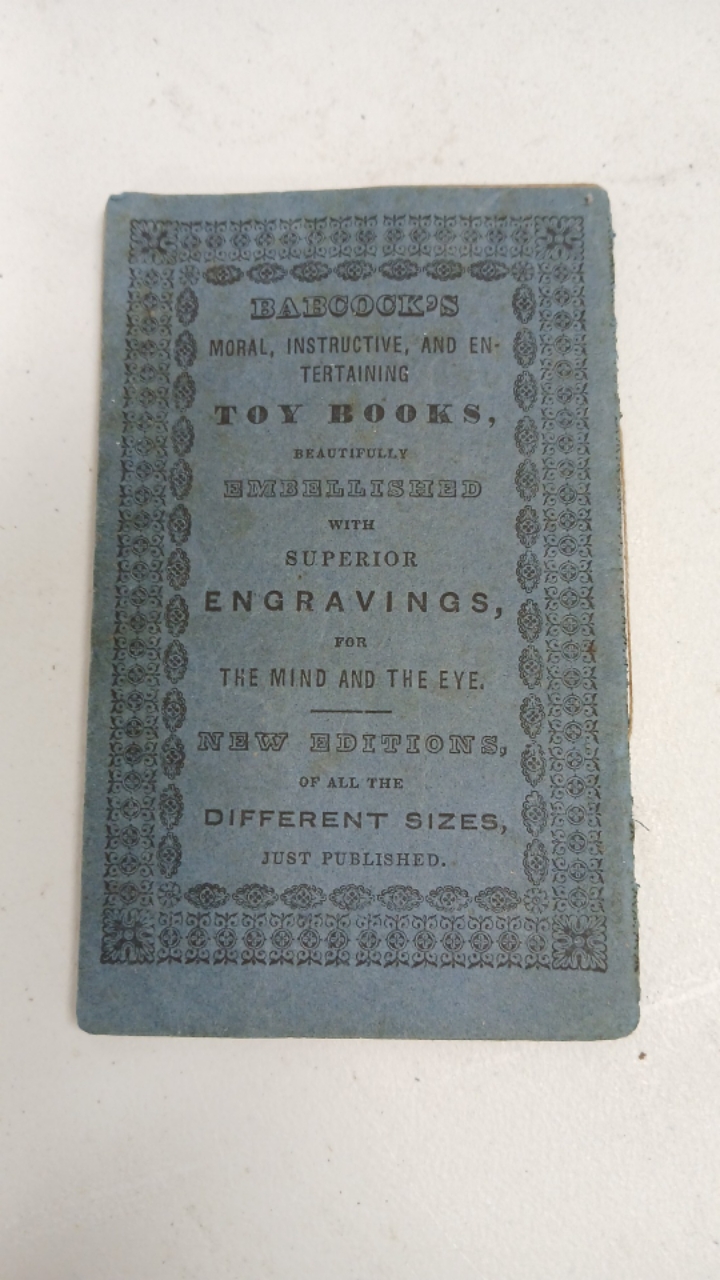 BABCOCK'S
MORAL, INSTRUCTIVE, AND EN-
TERTAINING
TOY BOOKS,
BEAUTIFULLY
EMBELLISHED
WITH
SUPERIOR
ENGRAVINGS,
FOR
THE MIND AND THE EYE.
NEW EDITIONS,
OF ALL THE
DIFFERENT SIZES,
JUST PUBLISHED.